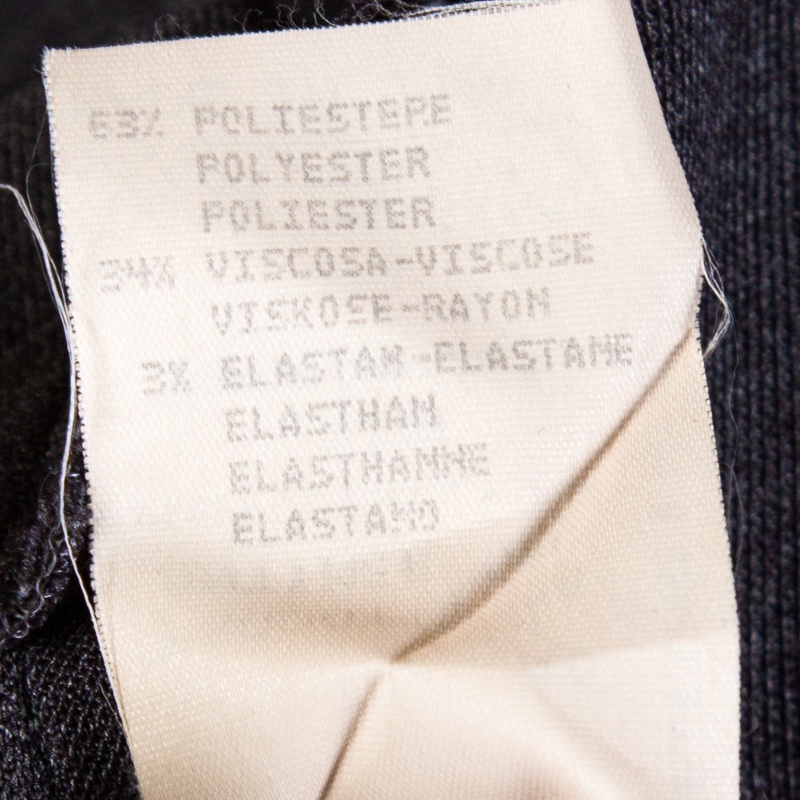 63% POLIESTERE
POLYESTER
POLIESTER
34% VISCOSA-VISCOSE
VISKOSE-RAYON
3% ELASTAN-ELASTANE
ELASTHAN
ELASTHANNE
ELASTANO